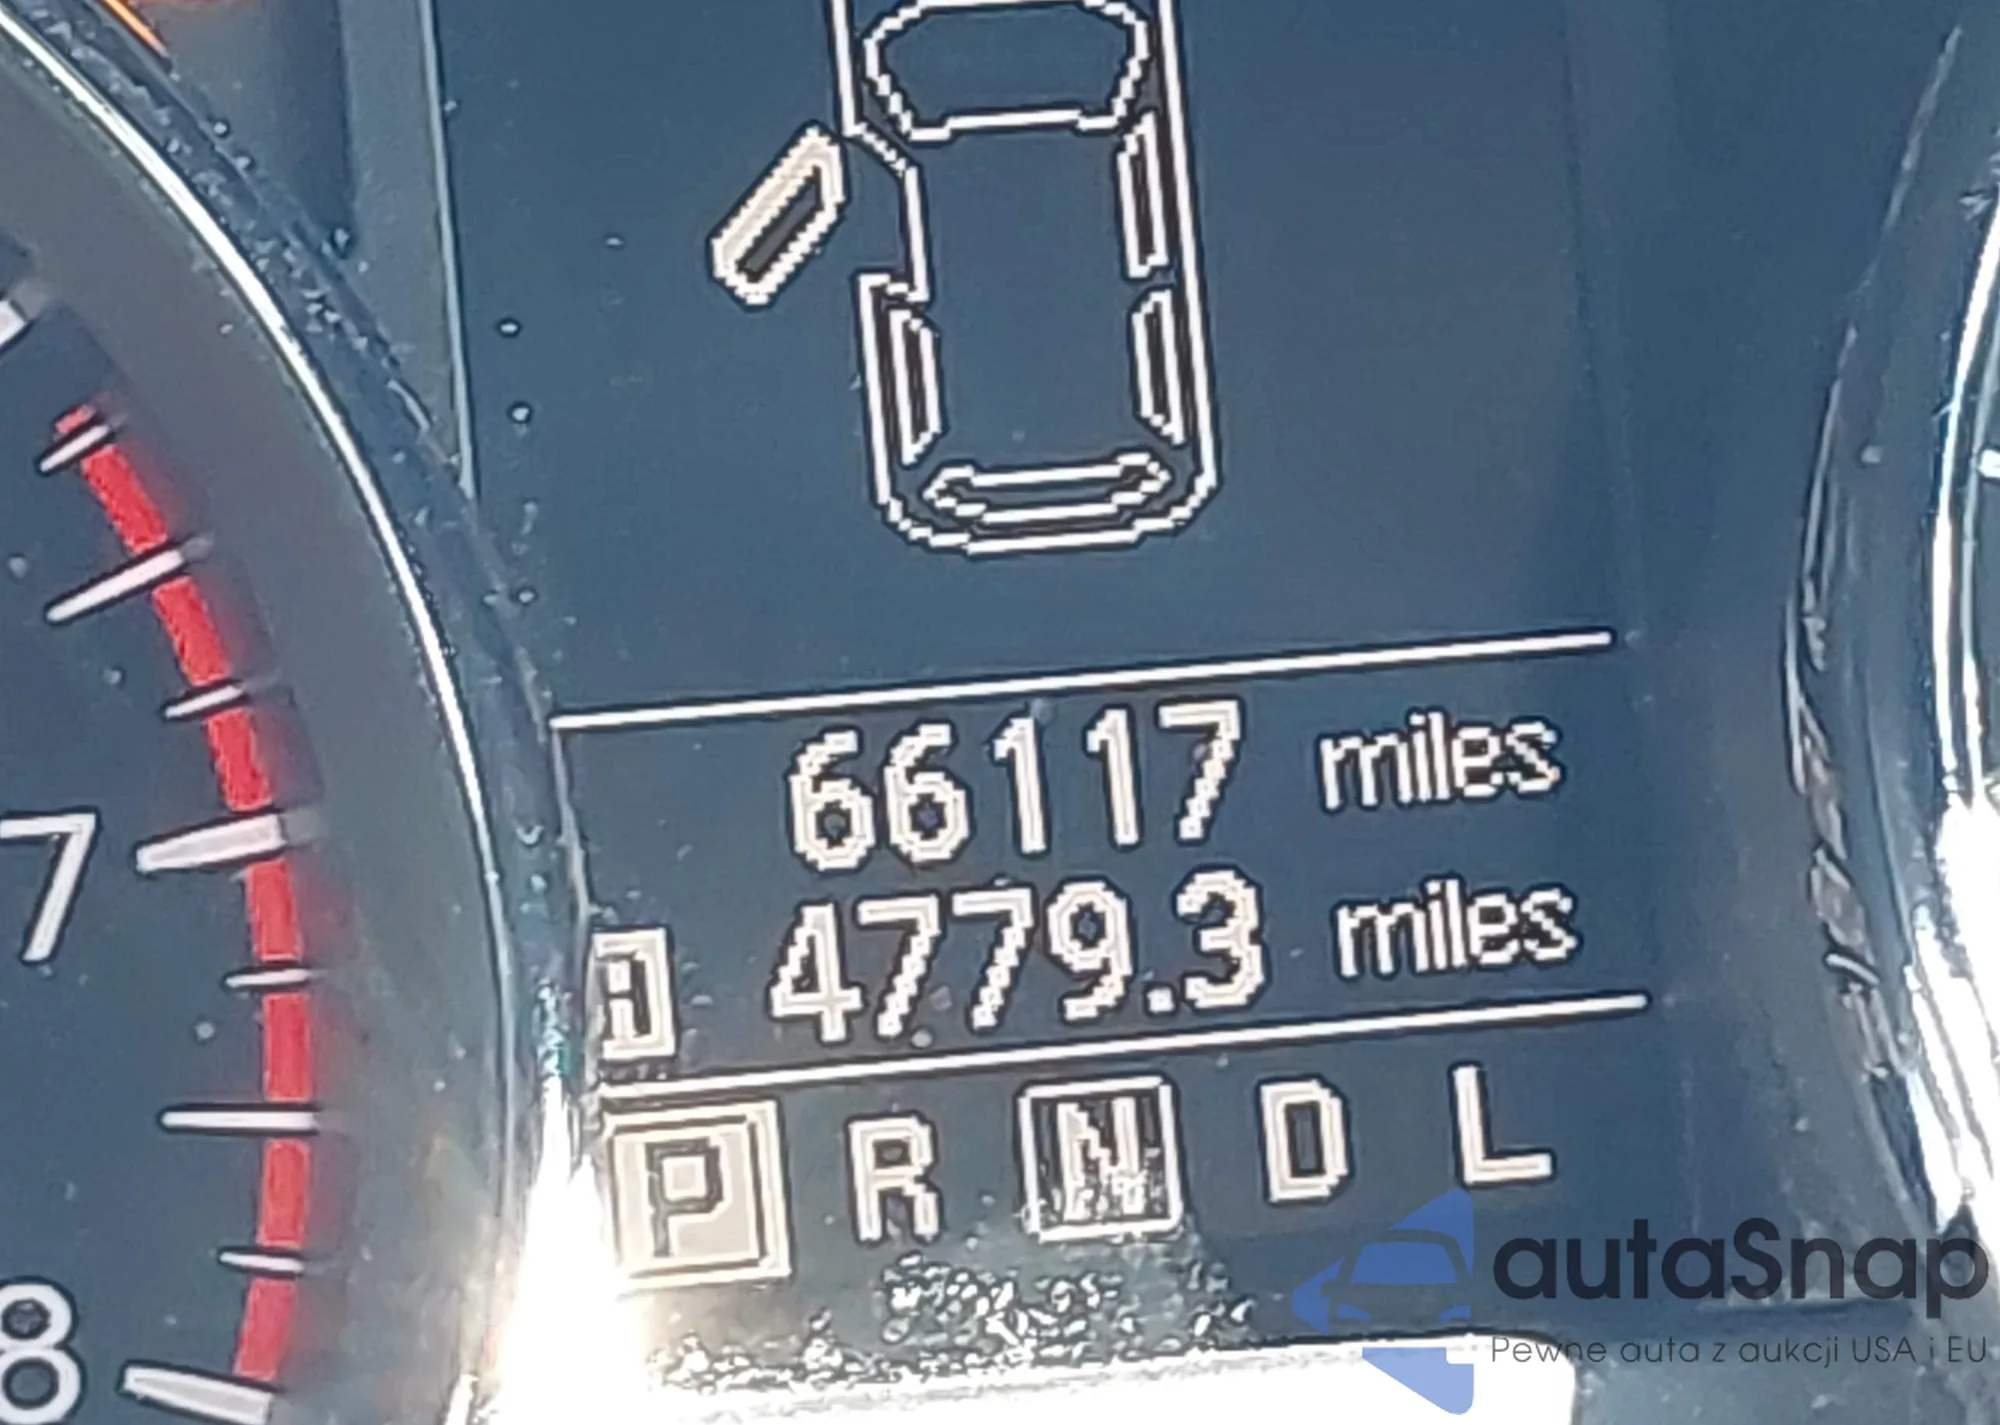 66117 miles
A 4779.3 miles
P R N D L
7
8
autaSnap
Pewne auta z aukcji USA i EU